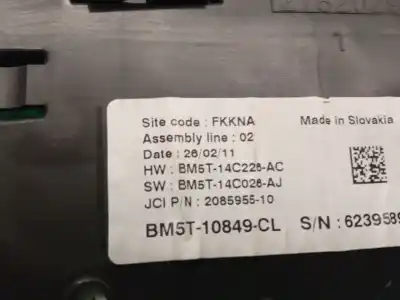 Site code : FKKNA Made in Slovakia
Assembly line : 02
Date : 26/02/11
HW : BM5T-14C226-AC
SW : BM5T-14C026-AJ
JCI P/N : 2085955-10
BM5T-10849-CL S/N : 6239589